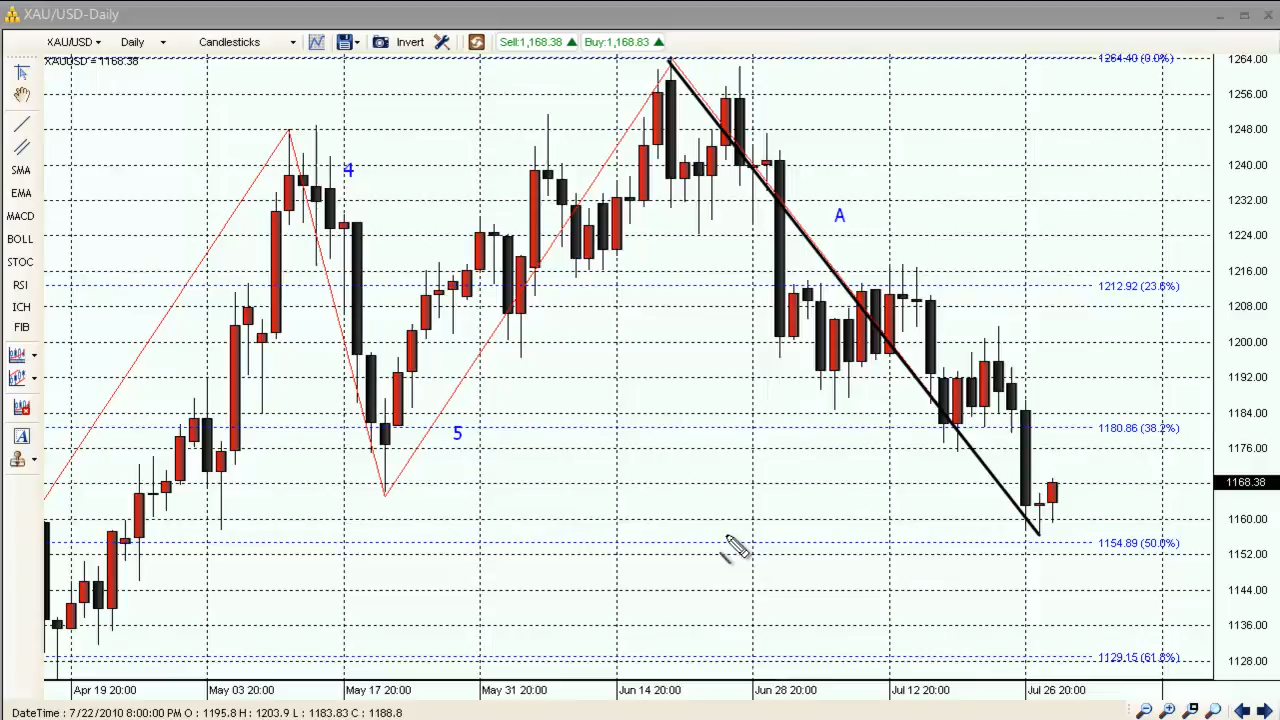 XAU/USD-Daily
XAU/USD Daily Candlesticks Insert Sell:1,168.38 Buy:1,168.83
XAUUSD = 1168.38
1264.40 (0.0%)
1264.00
1256.00
1248.00
4
1240.00
SMA
EMA
1232.00
MACD
A
1224.00
BOLL
STOC
1216.00
RSI
1212.92 (23.6%)
ICH
1208.00
FIB
1200.00
1192.00
1184.00
1180.86 (38.2%)
A
5
1176.00
1168.38
1160.00
1154.89 (50.0%)
1152.00
1144.00
1136.00
1129.15 (61.8%)
1128.00
Apr 19 20:00 May 03 20:00 May 17 20:00 May 31 20:00 Jun 14 20:00 Jun 28 20:00 Jul 12 20:00 Jul 26 20:00
DateTime : 7/22/2010 8:00:00 PM O : 1195.8 H : 1203.9 L : 1183.83 C : 1188.8